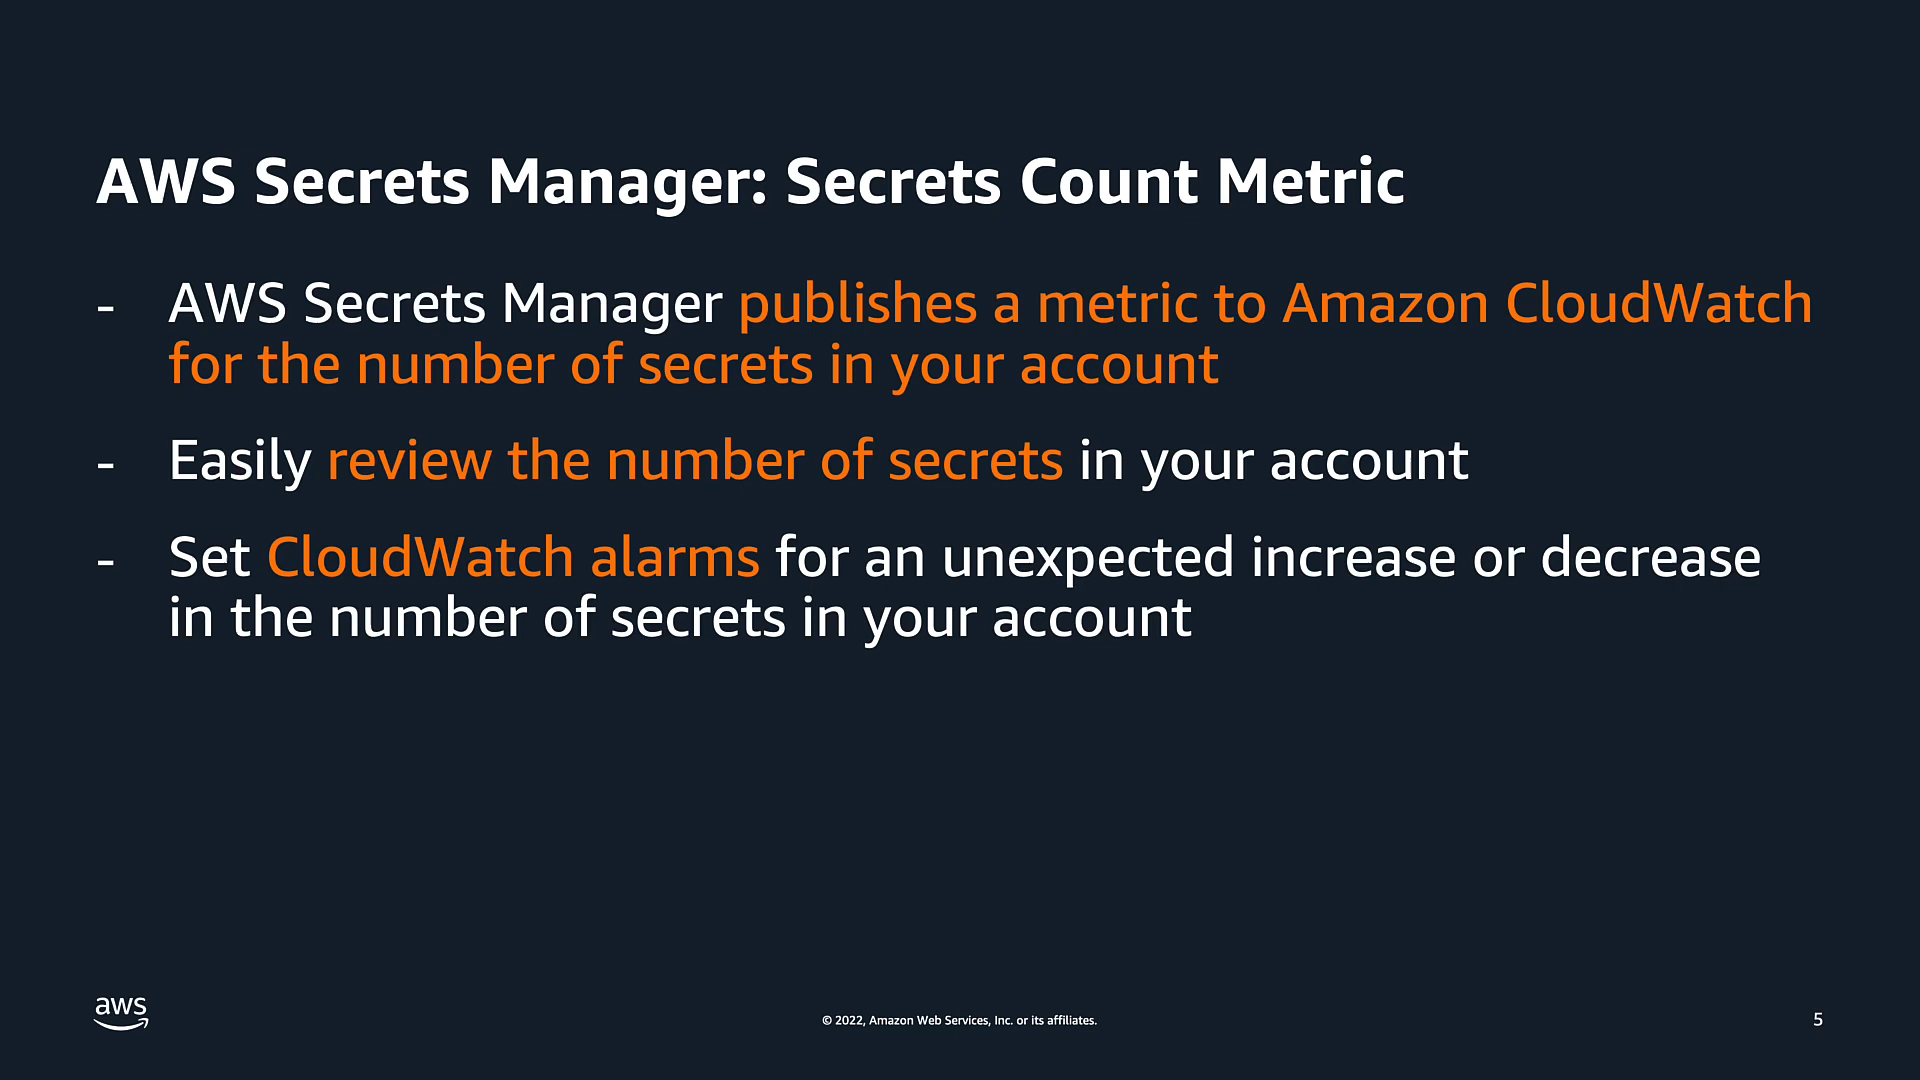 AWS Secrets Manager: Secrets Count Metric
- AWS Secrets Manager publishes a metric to Amazon CloudWatch
for the number of secrets in your account
- Easily review the number of secrets in your account
- Set CloudWatch alarms for an unexpected increase or decrease
in the number of secrets in your account
aws
© 2022, Amazon Web Services, Inc. or its affiliates.
5